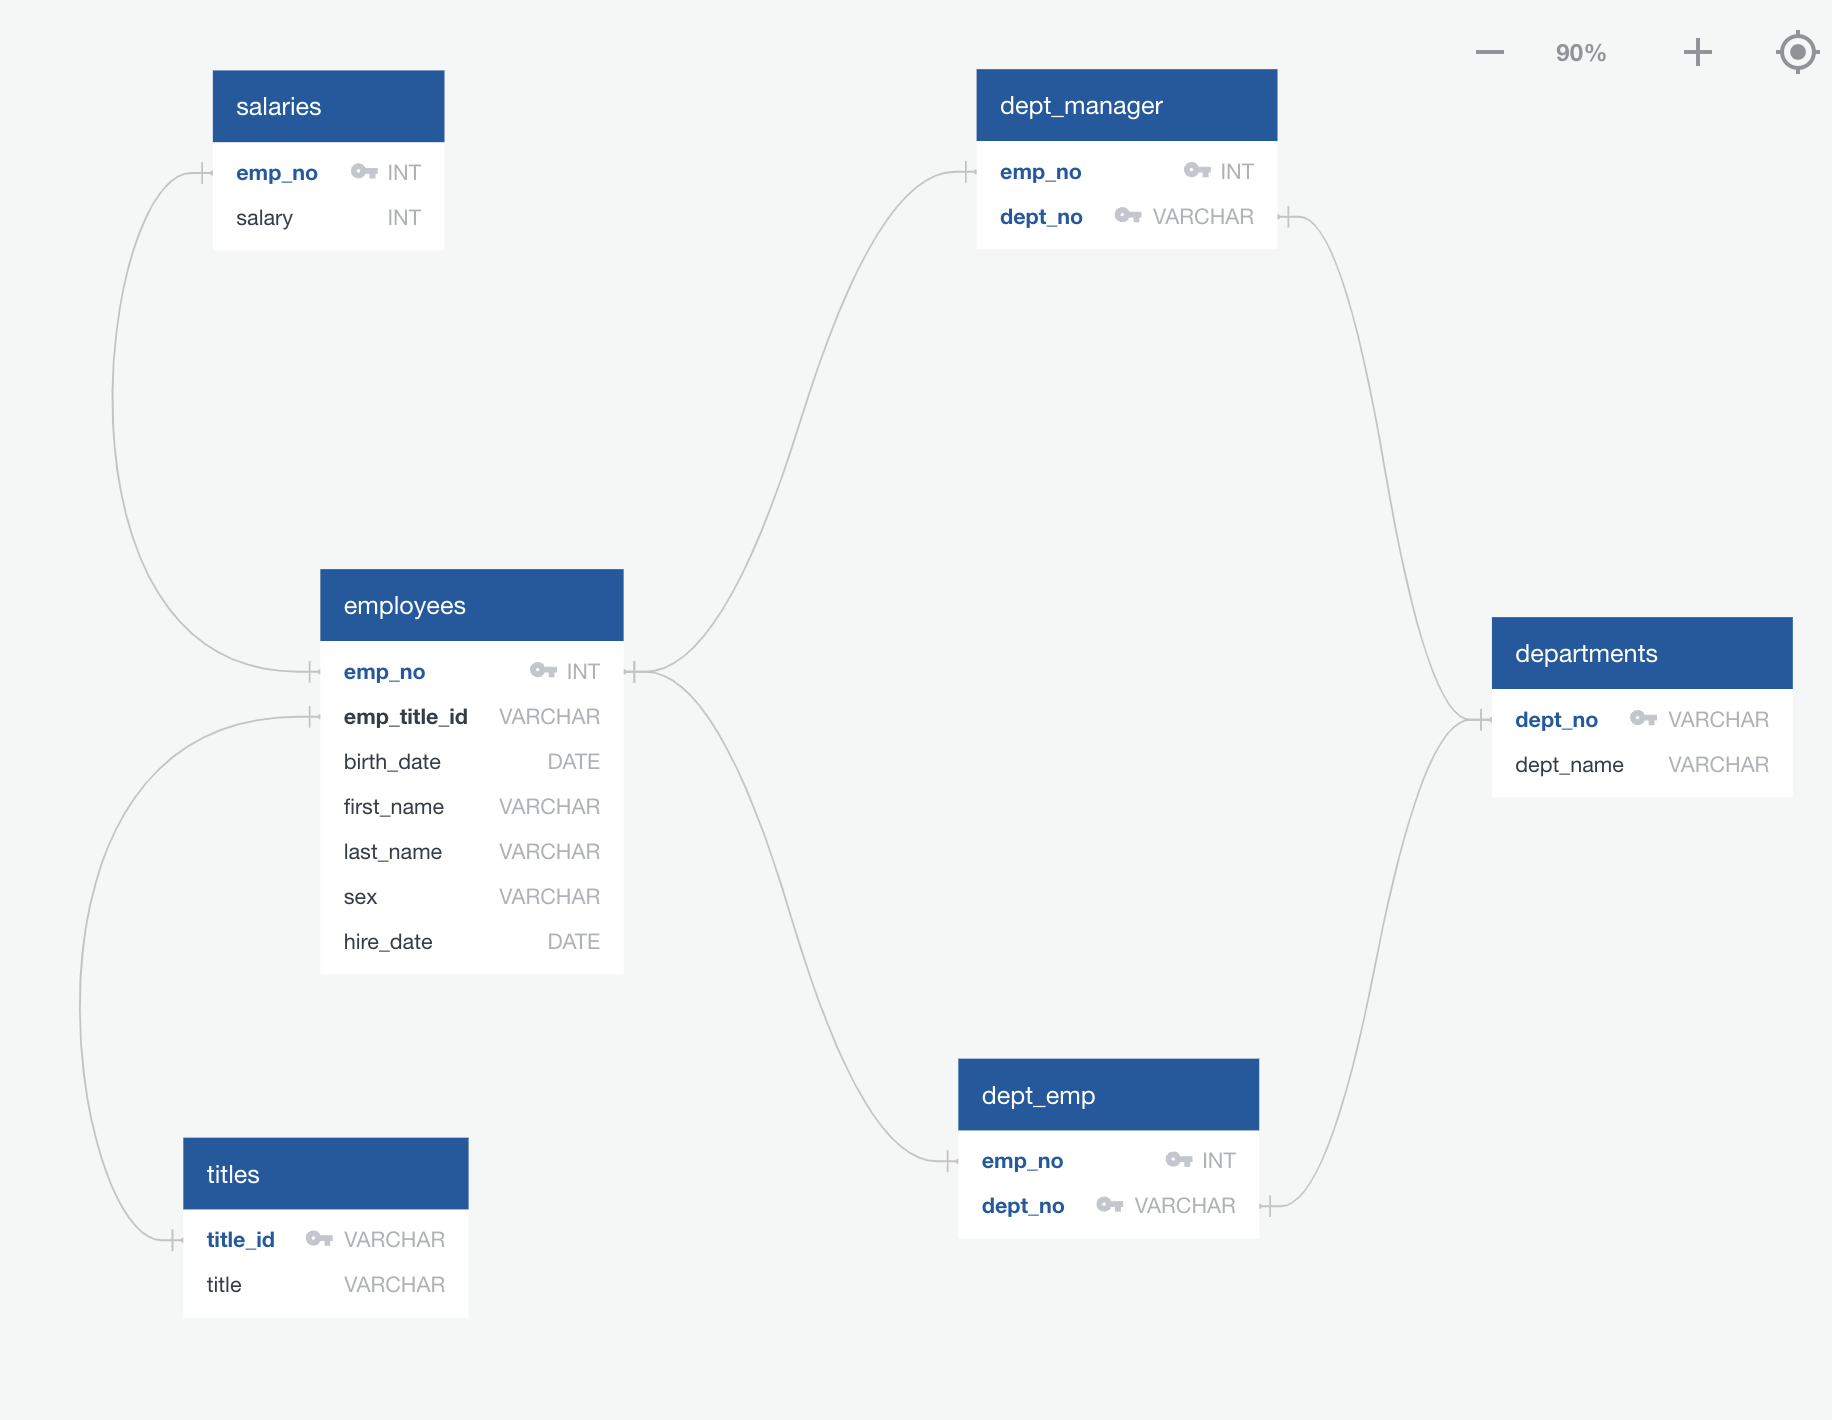 90%
salaries
emp_no INT
salary INT
dept_manager
emp_no INT
dept_no VARCHAR
employees
emp_no INT
emp_title_id VARCHAR
birth_date DATE
first_name VARCHAR
last_name VARCHAR
sex VARCHAR
hire_date DATE
departments
dept_no VARCHAR
dept_name VARCHAR
dept_emp
emp_no INT
dept_no VARCHAR
titles
title_id VARCHAR
title VARCHAR